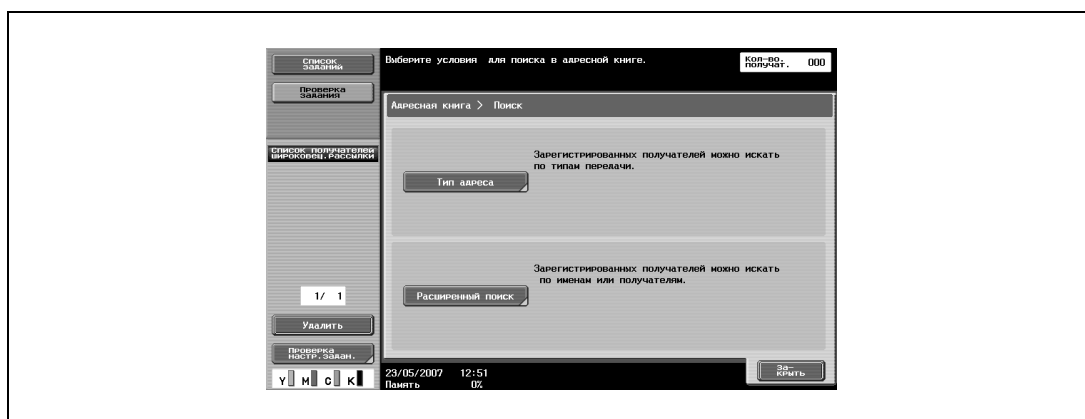 Список
заданий
Выберите условия для поиска в адресной книге.
Кол-во.
получат. 000
Проверка
задания
Адресная книга > Поиск
Список получателей
широковещ.рассылки
Зарегистрированных получателей можно искать
по типам передачи.
Тип адреса
Зарегистрированных получателей можно искать
по именам или получателям.
Расширенный поиск
1/ 1
Удалить
Проверка
настр.задан.
23/05/2007 12:51
Память 0%
За-
крыть
Y M C K